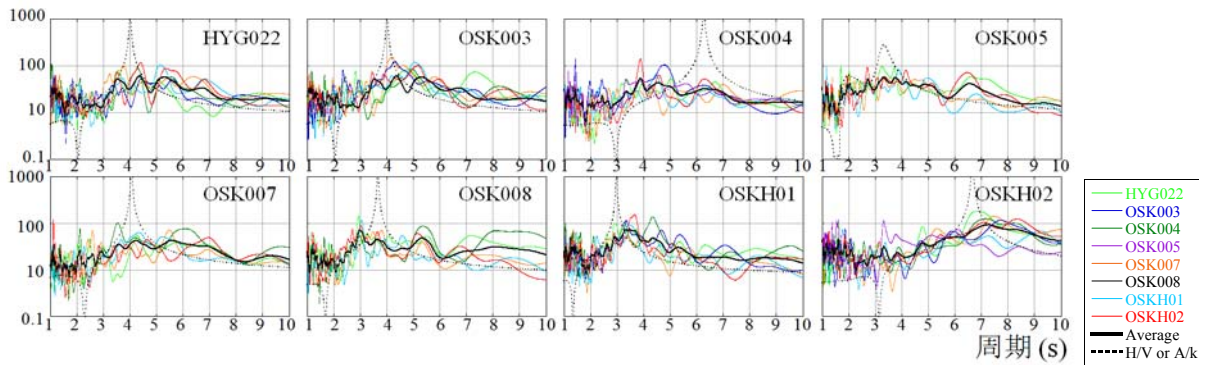 1000
100
10
0.1
HYG022
1 2 3 4 5 6 7 8 9 10
OSK003
1 2 3 4 5 6 7 8 9 10
OSK004
1 2 3 4 5 6 7 8 9 10
OSK005
1 2 3 4 5 6 7 8 9 10
1000
100
10
0.1
OSK007
1 2 3 4 5 6 7 8 9 10
OSK008
1 2 3 4 5 6 7 8 9 10
OSKH01
1 2 3 4 5 6 7 8 9 10
OSKH02
1 2 3 4 5 6 7 8 9 10
周期 (s)
HYG022
OSK003
OSK004
OSK005
OSK007
OSK008
OSKH01
OSKH02
Average
H/V or A/k